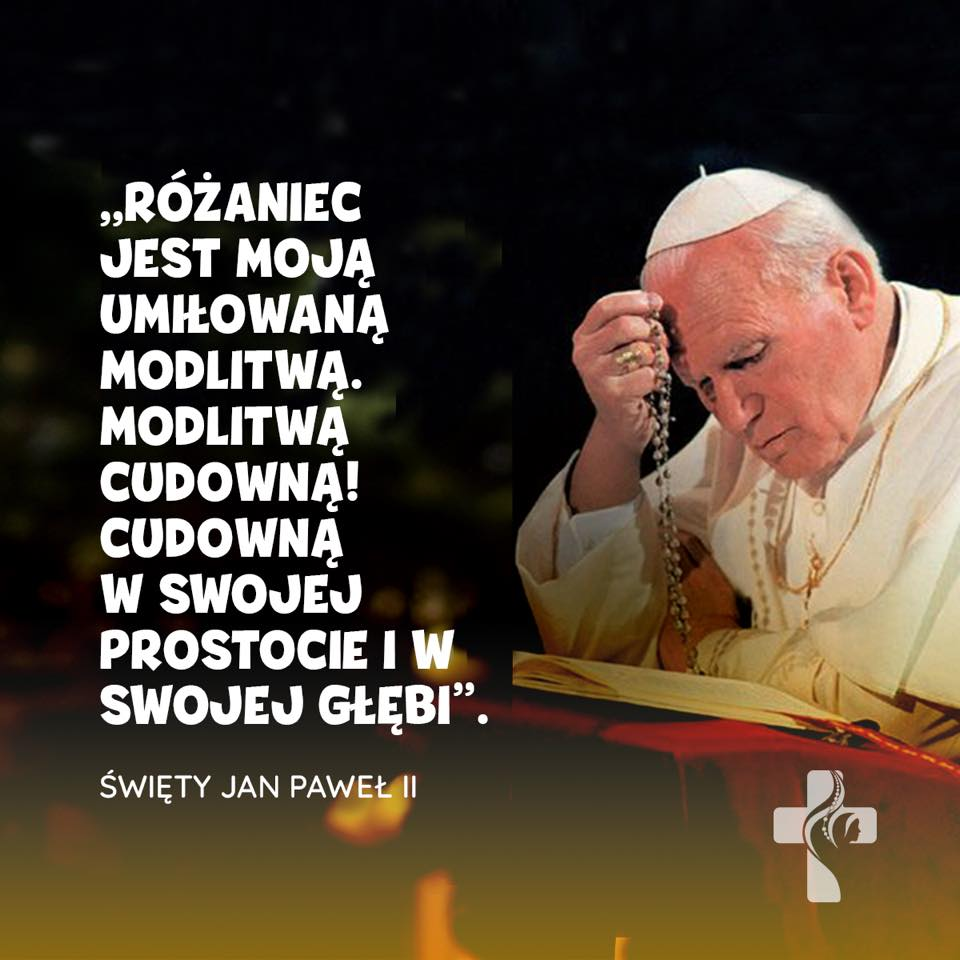 „RÓŻANIEC
JEST MOJĄ
UMIŁOWANĄ
MODLITWĄ.
MODLITWĄ
CUDOWNĄ!
CUDOWNĄ
W SWOJEJ
PROSTOCIE I W
SWOJEJ GŁĘBI”.
ŚWIĘTY JAN PAWEŁ II